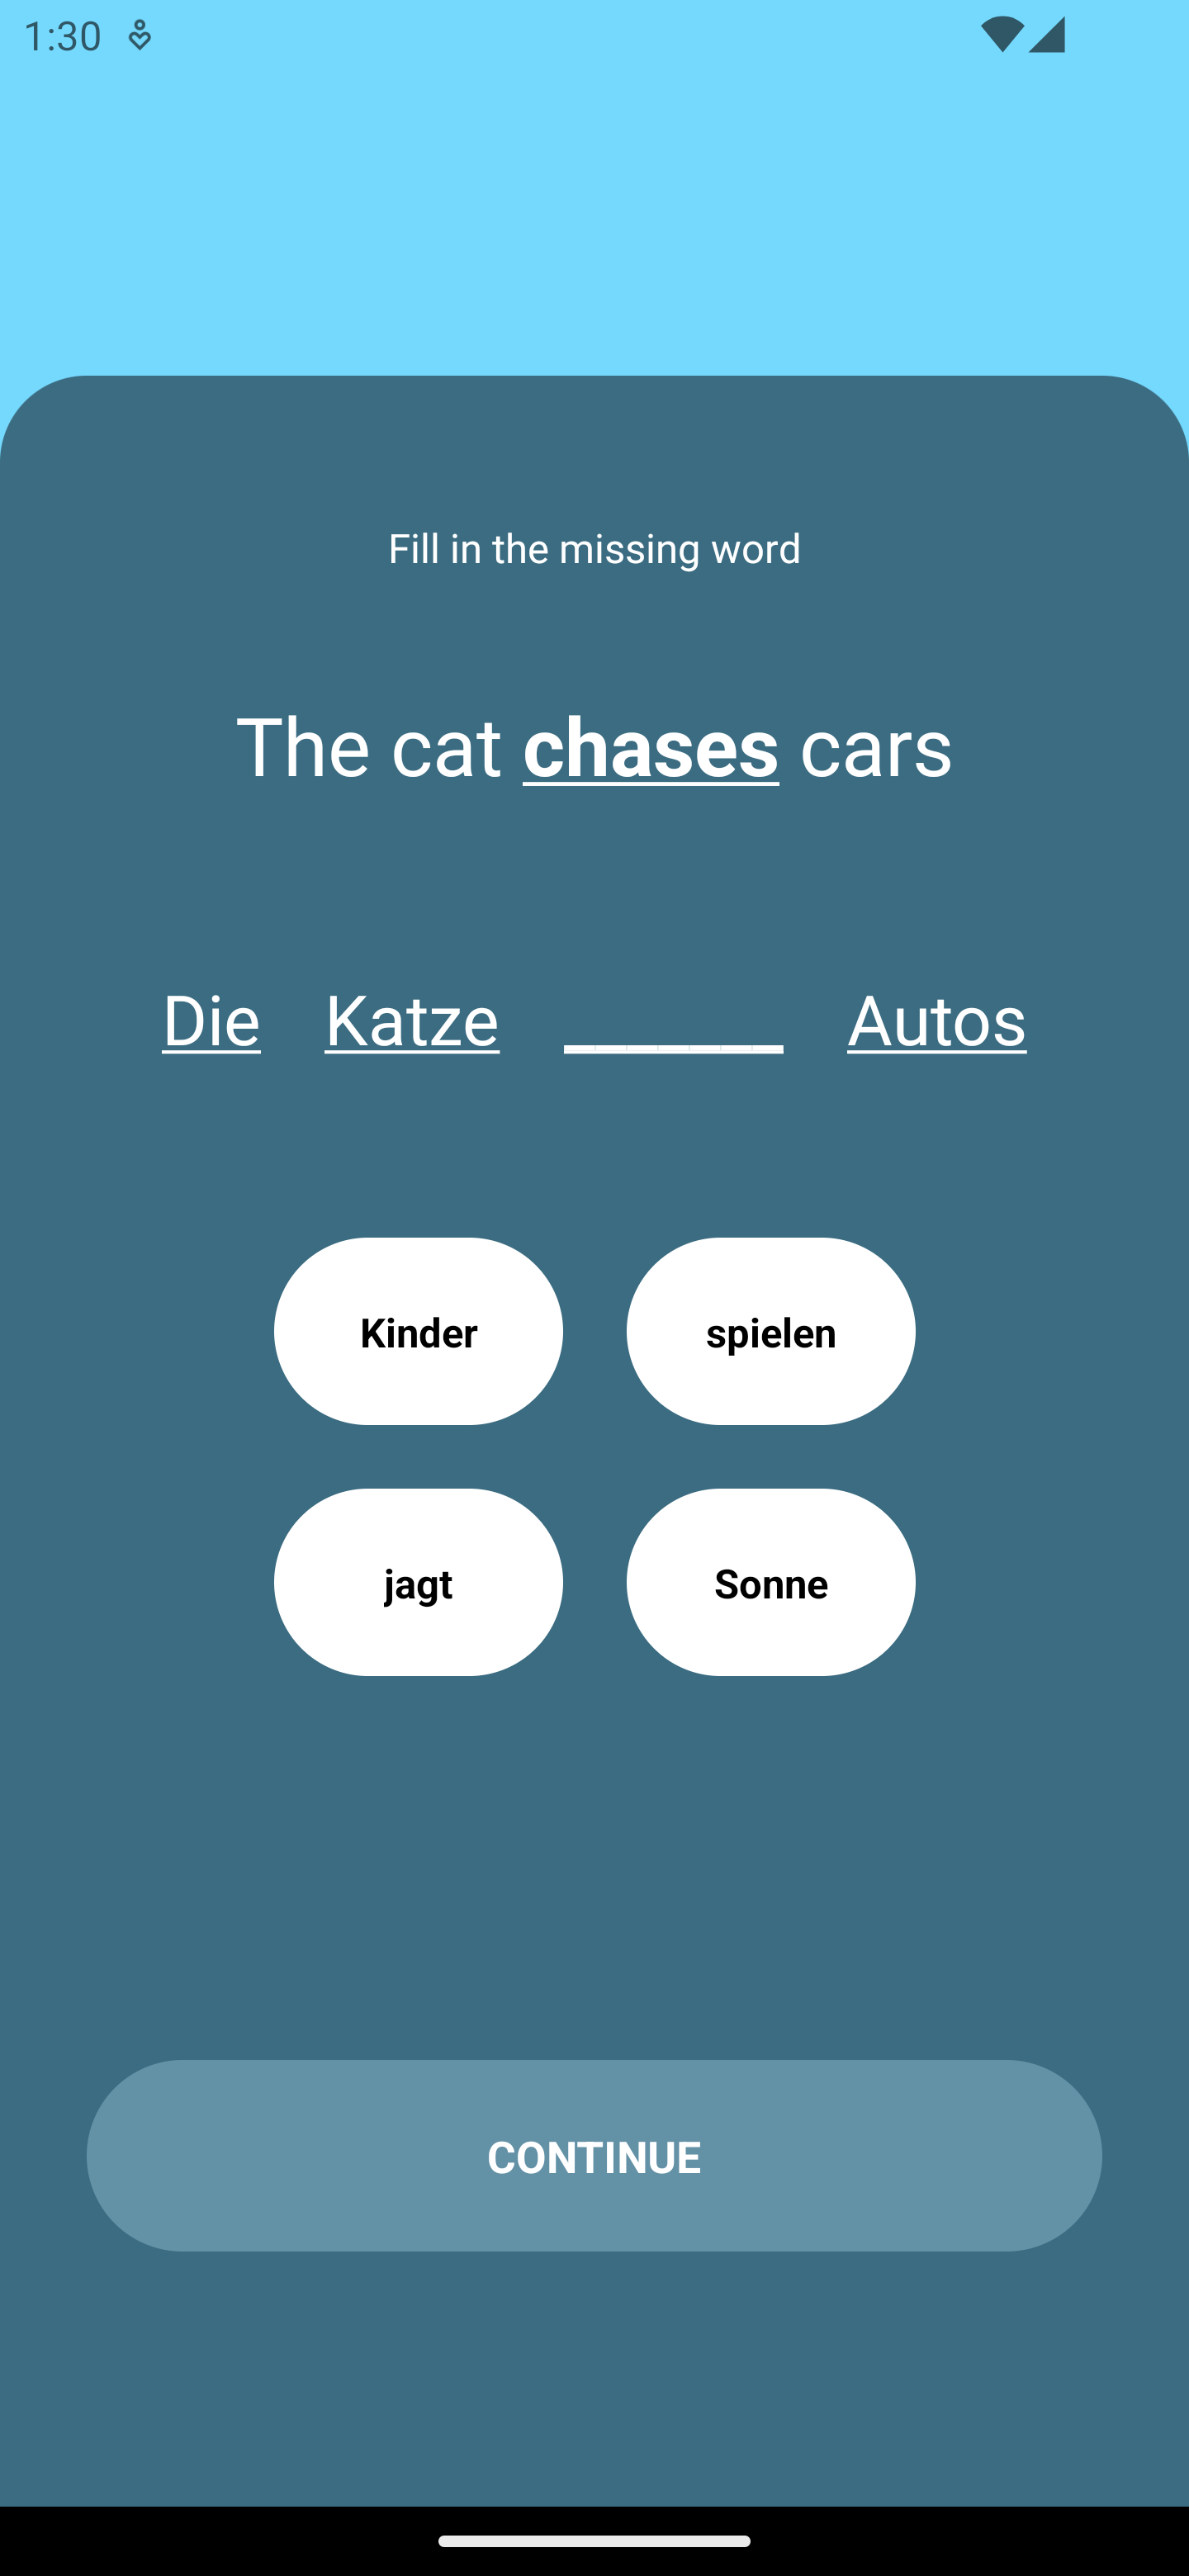 1:30
Fill in the missing word
The cat chases cars
Die Katze _______ Autos
Kinder spielen
jagt Sonne
CONTINUE